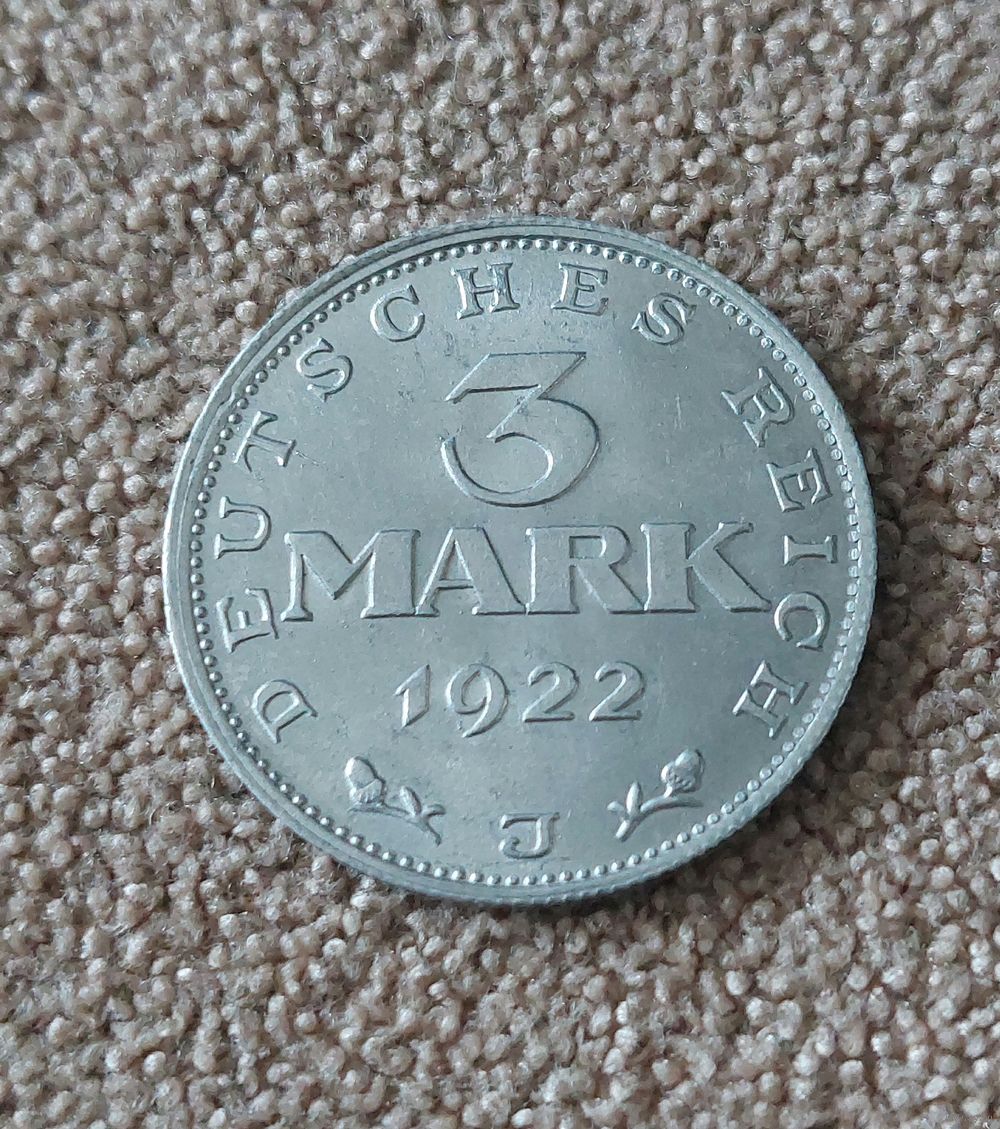 DEUTSCHES REICH
3
MARK
1922
J